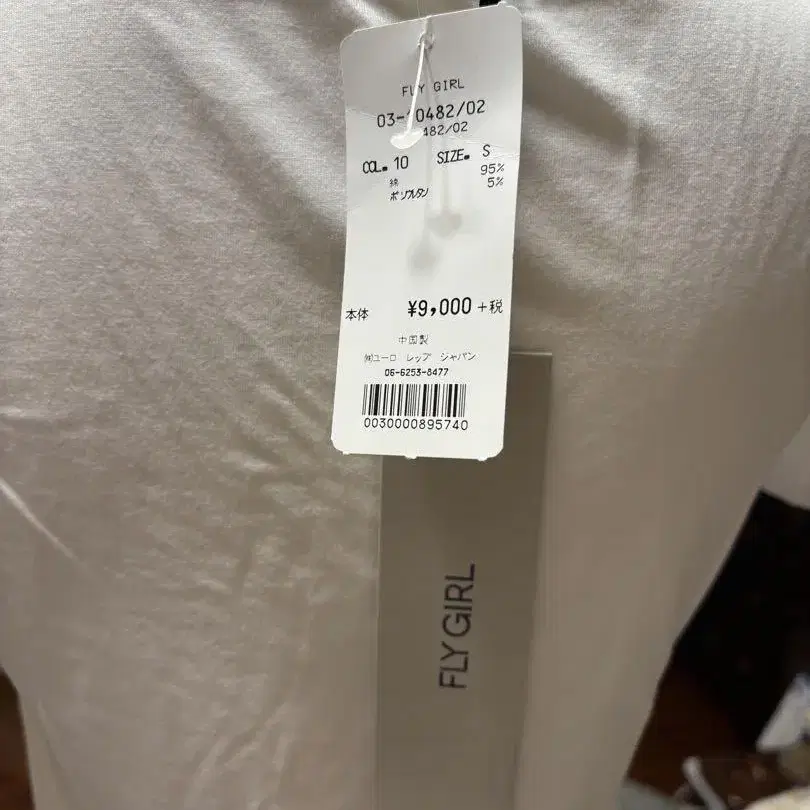 FLY GIRL
03-10482/02
482/02
COL. 10 SIZE. S
綿 95%
ポリウレタン 5%
本体 ¥9,000 +税
中国製
㈱ユーロ レップ ジャパン
06-6253-8477
0030000895740
FLY GIRL